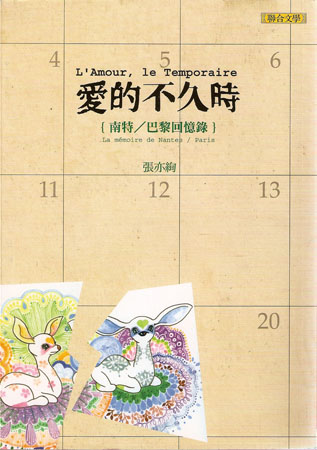 聯合文學
4 5 6
L'Amour, le Temporaire
愛的不久時
{ 南特／巴黎回憶錄 }
La mémoire de Nantes / Paris
張亦絢
11 12 13
20